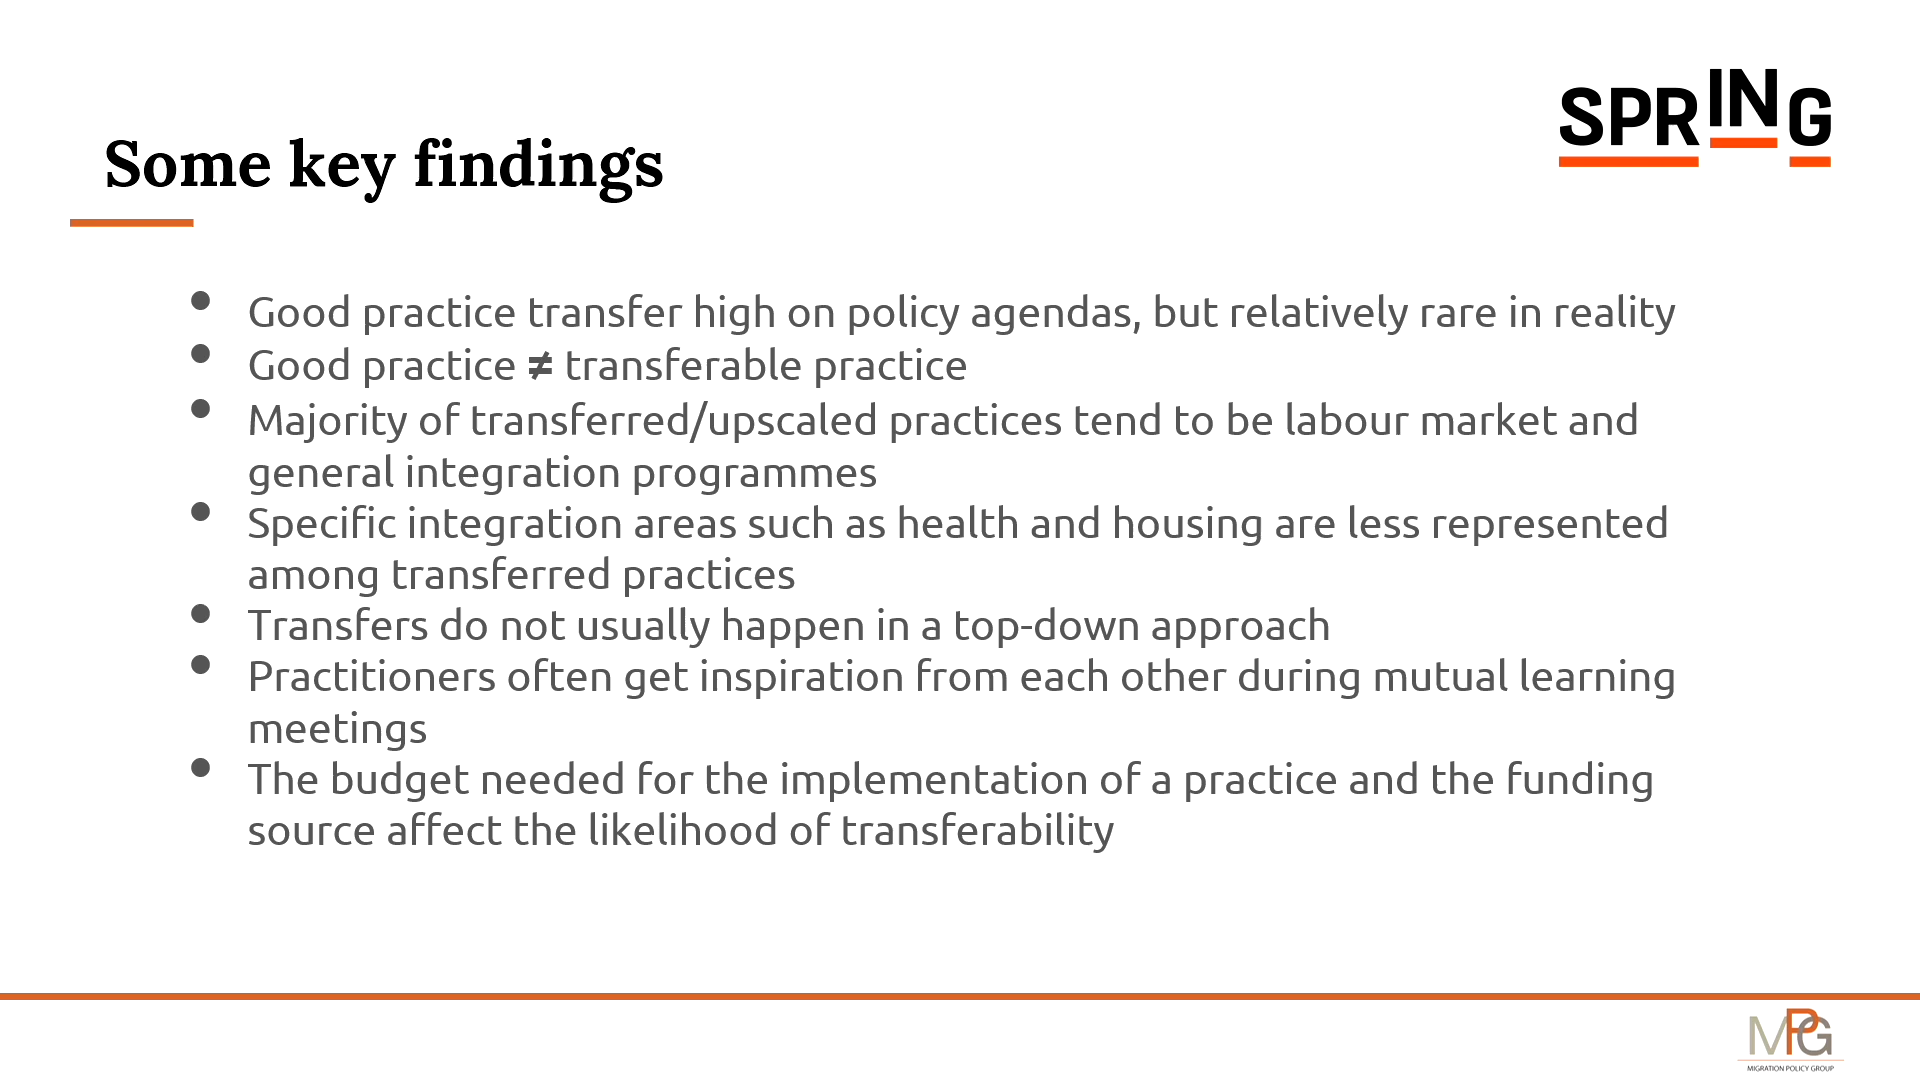 SPRING
Some key findings
• Good practice transfer high on policy agendas, but relatively rare in reality
• Good practice ≠ transferable practice
• Majority of transferred/upscaled practices tend to be labour market and
general integration programmes
• Specific integration areas such as health and housing are less represented
among transferred practices
• Transfers do not usually happen in a top-down approach
• Practitioners often get inspiration from each other during mutual learning
meetings
• The budget needed for the implementation of a practice and the funding
source affect the likelihood of transferability
MPG
MIGRATION POLICY GROUP